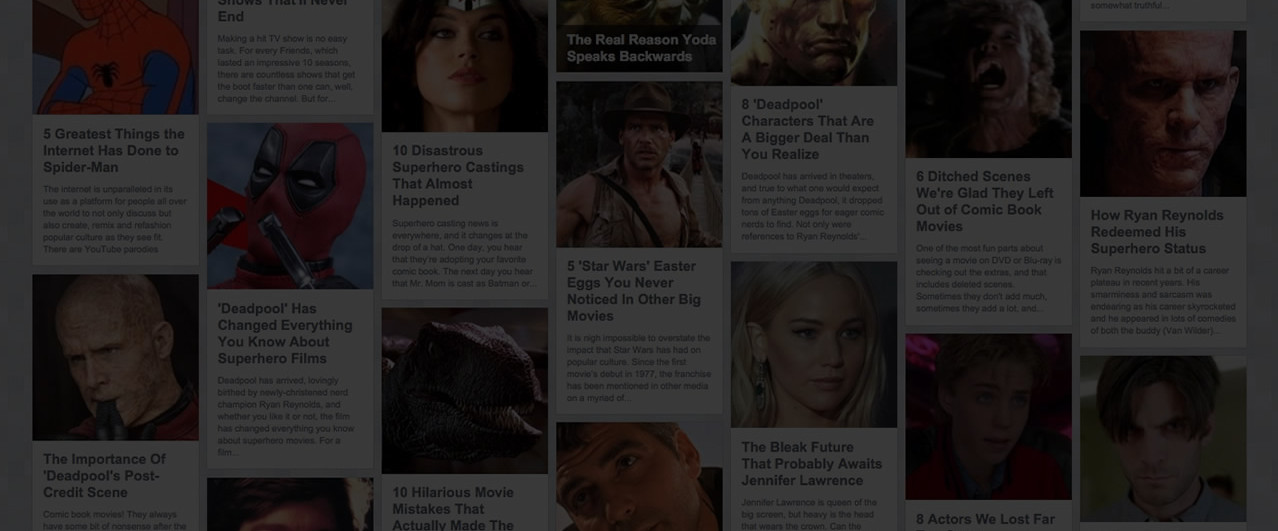 5 Greatest Things the
Internet Has Done to
Spider-Man
The internet is unparalleled in its
use as a platform for people all over
the world to not only discuss but
also create, remix and refashion
popular culture as they see fit.
There are YouTube parodies
The Importance Of
'Deadpool's Post-
Credit Scene
Comic book movies! They always
have some bit of nonsense after the
Shows That'll Never
End
Making a hit TV show is no easy
task. For every Friends, which
lasted an impressive 10 seasons,
there are countless shows that get
the boot faster than one can, well,
change the channel. But for...
'Deadpool' Has
Changed Everything
You Know About
Superhero Films
Deadpool has arrived, lovingly
birthed by newly-christened nerd
champion Ryan Reynolds, and
whether you like it or not, the film
has changed everything you know
about superhero movies. For a
film...
10 Disastrous
Superhero Castings
That Almost
Happened
Superhero casting news is
everywhere, and it changes at the
drop of a hat. One day, you hear
that they're adopting your favorite
comic book. The next day you hear
that Mr. Mom is cast as Batman or...
10 Hilarious Movie
Mistakes That
Actually Made The
The Real Reason Yoda
Speaks Backwards
5 'Star Wars' Easter
Eggs You Never
Noticed In Other Big
Movies
It is nigh impossible to overstate the
impact that Star Wars has had on
popular culture. Since the first
movie's debut in 1977, the franchise
has been mentioned in other media
on a myriad of...
8 'Deadpool'
Characters That Are
A Bigger Deal Than
You Realize
Deadpool has arrived in theaters,
and true to what one would expect
from anything Deadpool, it dropped
tons of Easter eggs for eager comic
nerds to find. Not only were
references to Ryan Reynolds'...
The Bleak Future
That Probably Awaits
Jennifer Lawrence
Jennifer Lawrence is queen of the
big screen, but heavy is the head
that wears the crown. Can the
6 Ditched Scenes
We're Glad They Left
Out of Comic Book
Movies
One of the most fun parts about
seeing a movie on DVD or Blu-ray is
checking out the extras, and that
includes deleted scenes.
Sometimes they don't add much,
sometimes they add a lot, and...
8 Actors We Lost Far
somewhat truthful...
How Ryan Reynolds
Redeemed His
Superhero Status
Ryan Reynolds hit a bit of a career
plateau in recent years. His
smarminess and sarcasm was
endearing as his career skyrocketed
and he appeared in lots of comedies
of both the buddy (Van Wilder)...